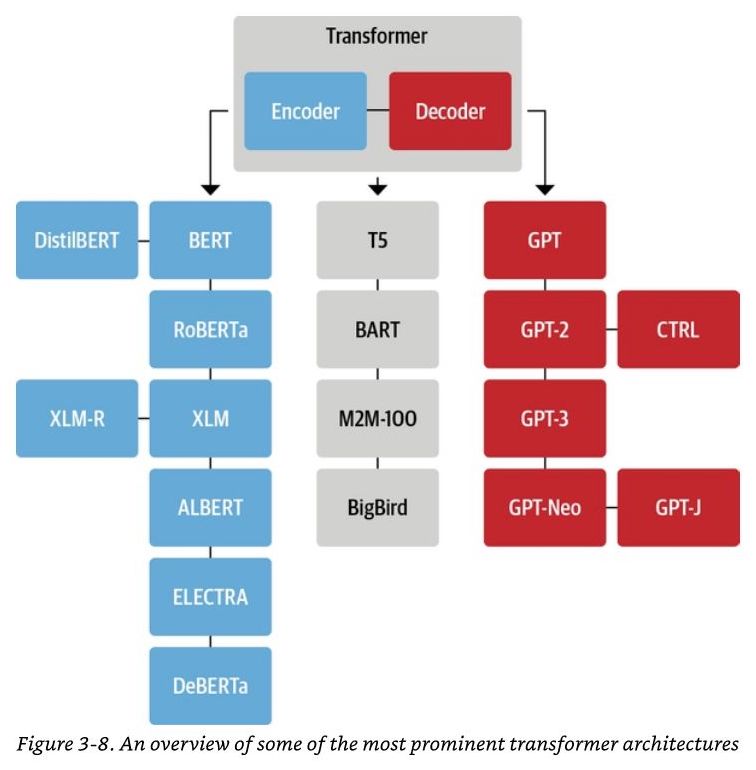 Transformer
Encoder
Decoder
DistilBERT
BERT
T5
GPT
RoBERTa
BART
GPT-2
CTRL
XLM-R
XLM
M2M-100
GPT-3
ALBERT
BigBird
GPT-Neo
GPT-J
ELECTRA
DeBERTa
Figure 3-8. An overview of some of the most prominent transformer architectures